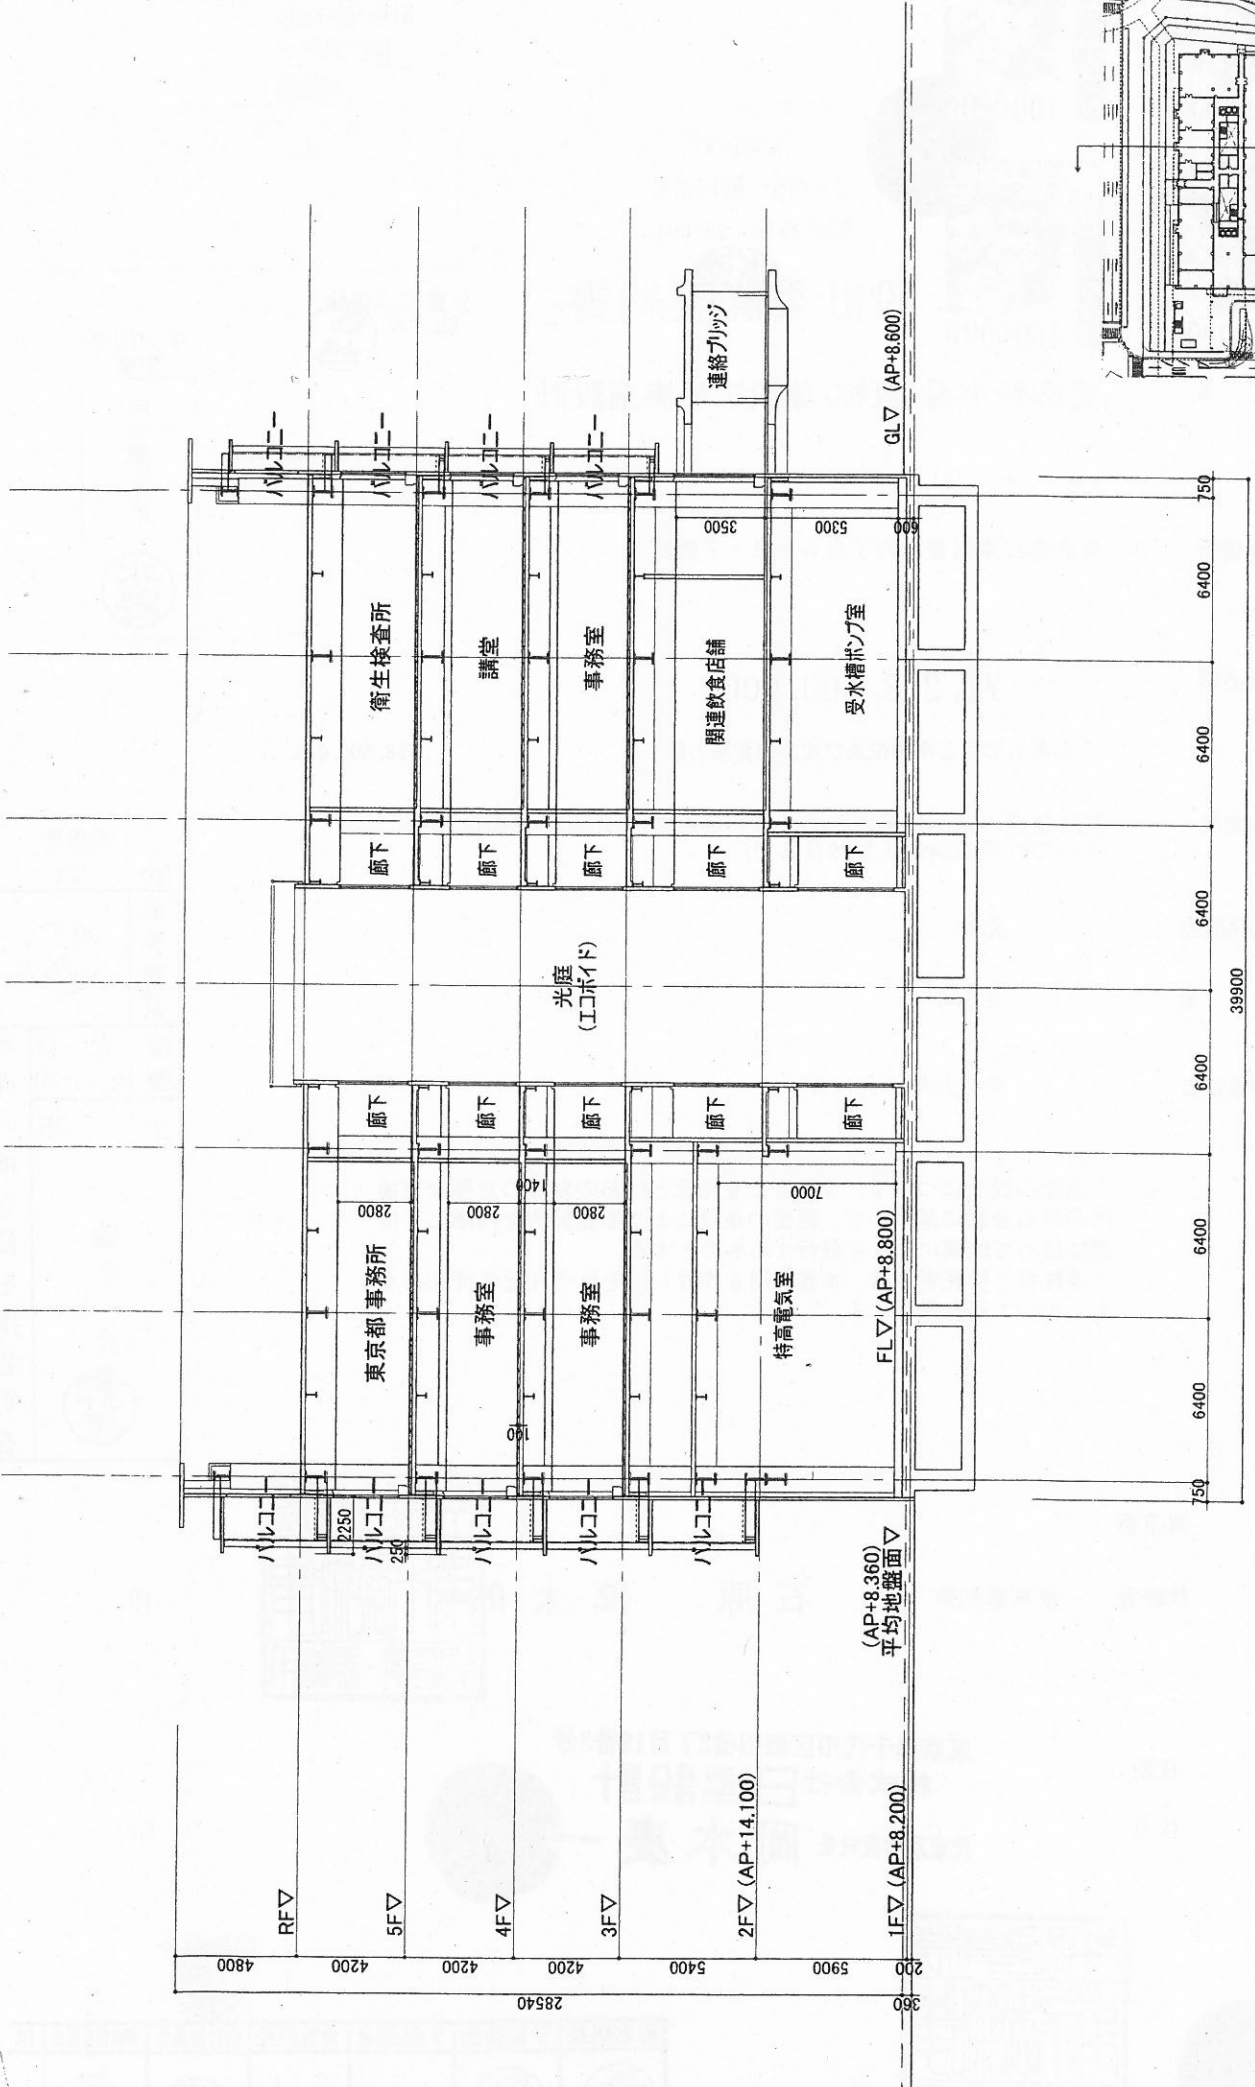 連絡ブリッジ
GL▽ (AP+8.600)
バルコニー
バルコニー
バルコニー
バルコニー
3500
5300
600
衛生検査所
講堂
事務室
関連飲食店舗
受水槽ポンプ室
廊下
廊下
廊下
廊下
廊下
光庭
(エコボイド)
廊下
廊下
廊下
廊下
廊下
2800
2800
1400
2800
7000
東京都 事務所
事務室
事務室
特高電気室
FL▽ (AP+8.800)
100
バルコニー
バルコニー
バルコニー
バルコニー
バルコニー
2250
250
(AP+8.360)
平均地盤面▽
RF▽
5F▽
4F▽
3F▽
2F▽ (AP+14.100)
1F▽ (AP+8.200)
4800
4200
4200
4200
5400
5900
200
28540
360
750
6400
6400
6400
6400
6400
6400
750
39900